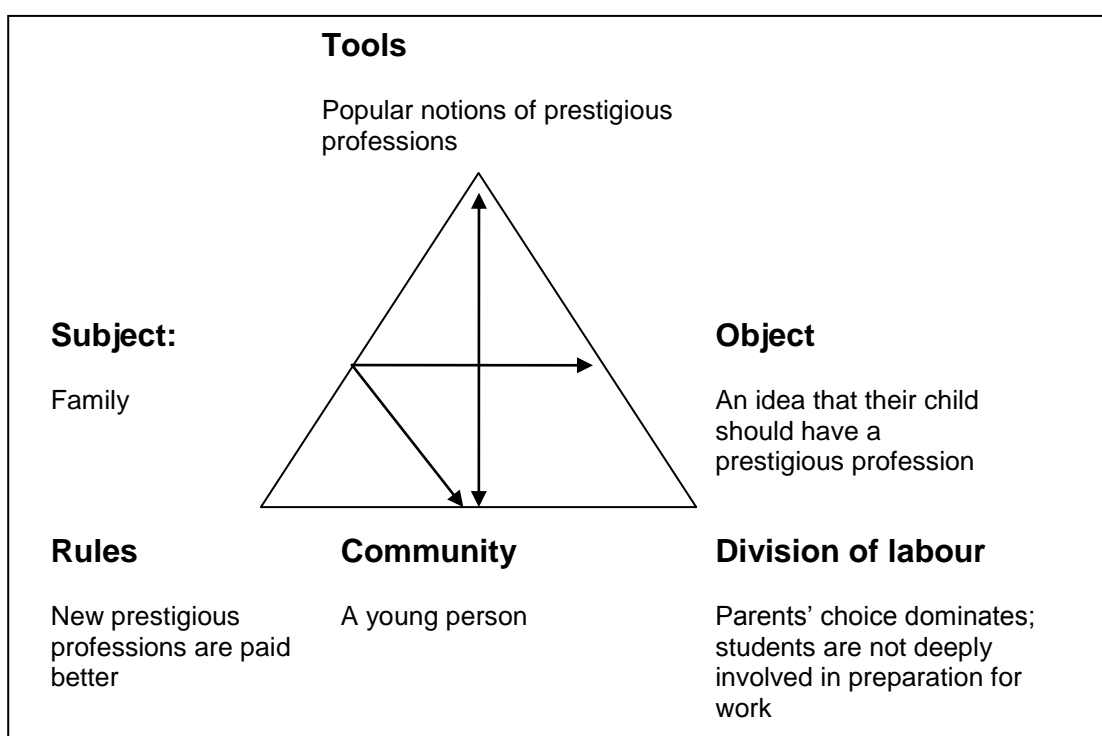 Tools
Popular notions of prestigious
professions
Subject:
Family
Object
An idea that their child
should have a
prestigious profession
Rules
New prestigious
professions are paid
better
Community
A young person
Division of labour
Parents’ choice dominates;
students are not deeply
involved in preparation for
work